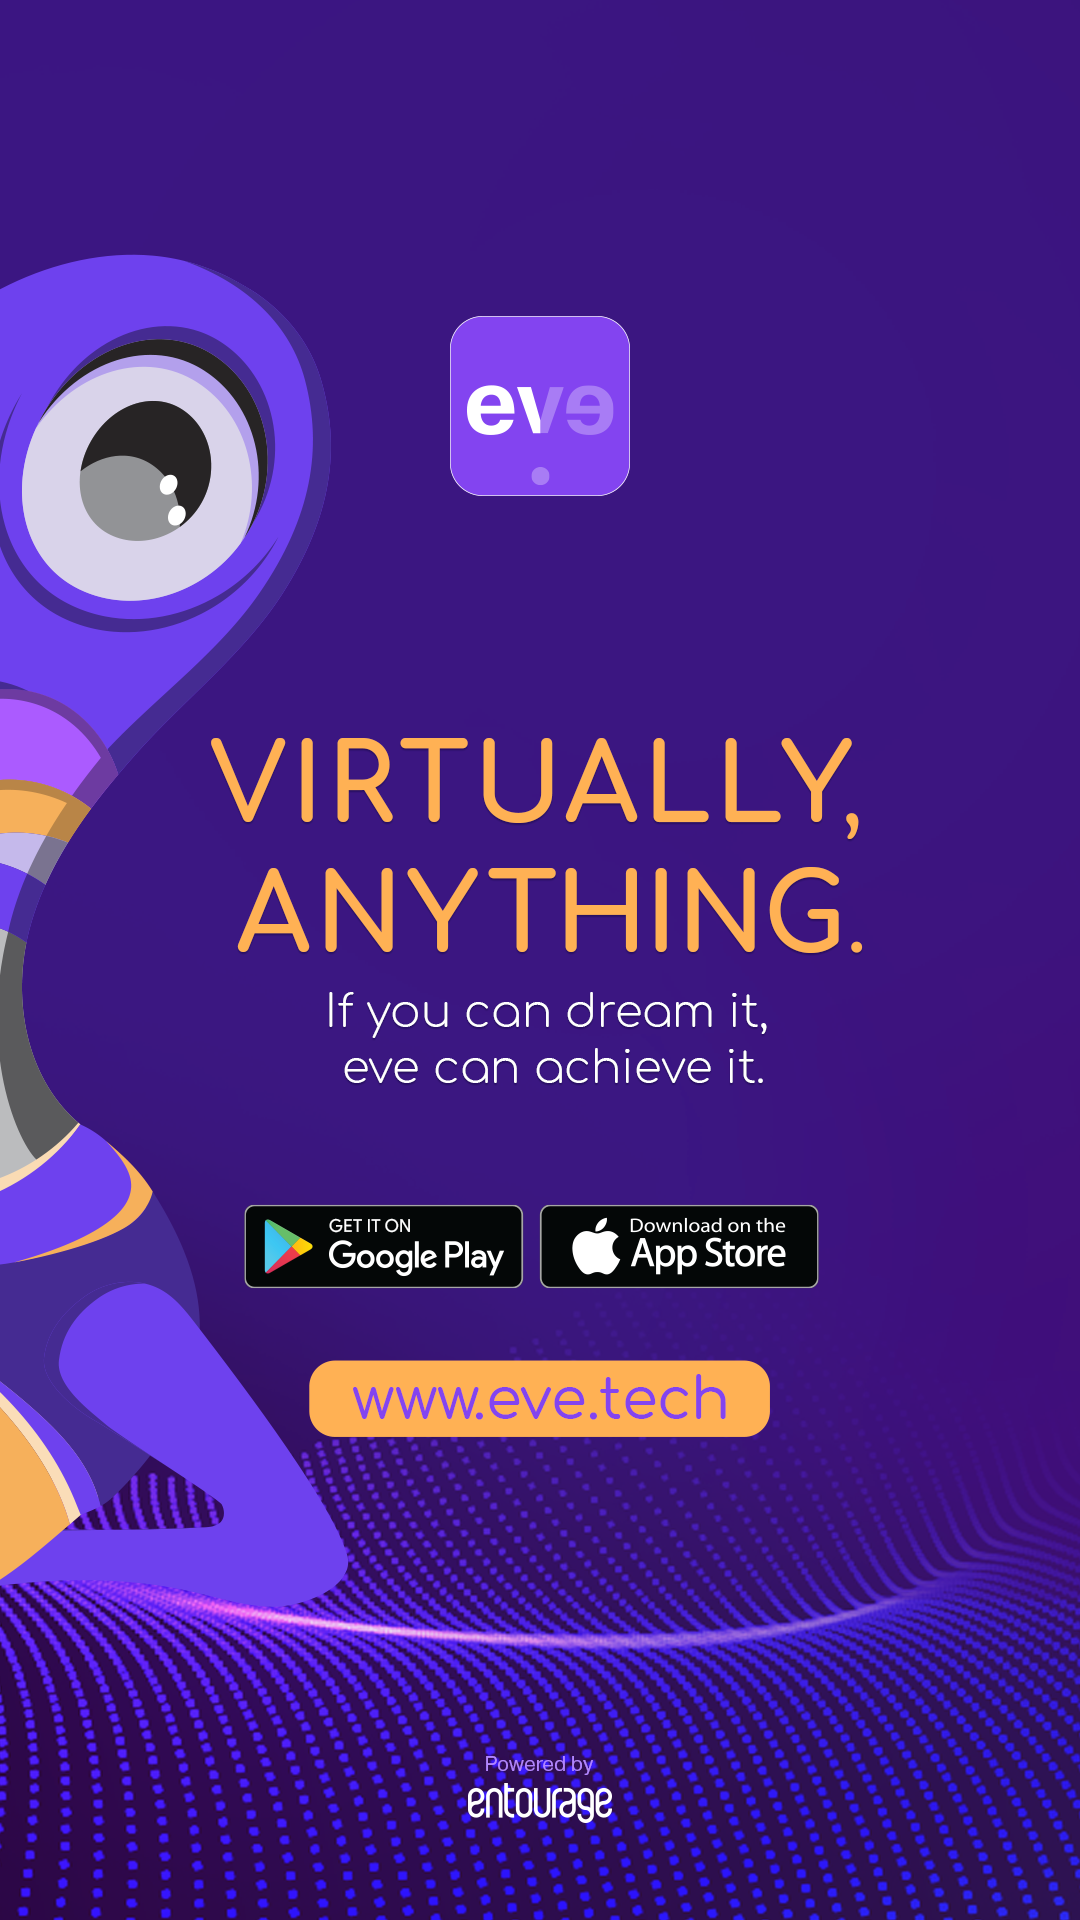 eve
VIRTUALLY,
ANYTHING.
If you can dream it,
eve can achieve it.
GET IT ON
Google Play
Download on the
App Store
www.eve.tech
Powered by
entourage